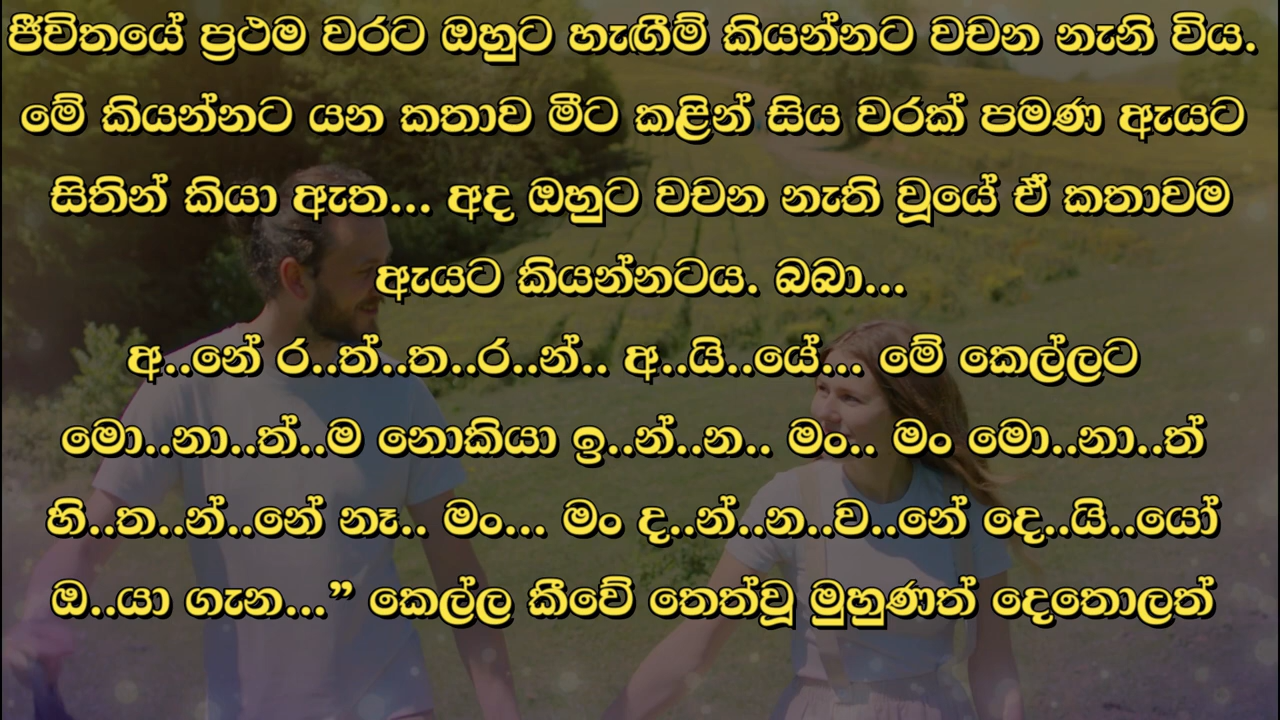 ජීවිතයේ ප්‍රථම වරට ඔහුට හැඟීම් කියන්නට වචන නැනි විය.
මේ කියන්නට යන කතාව මීට කළින් සිය වරක් පමණ ඇයට
සිතින් කියා ඇත... අද ඔහුට වචන නැති වූයේ ඒ කතාවම
ඇයට කියන්නටය. බබා...
අ..නේ ර..ත්..ත..ර..න්.. අ..යි..යේ... මේ කෙල්ලට
මො..නා..ත්..ම නොකියා ඉ..න්..න.. මං.. මං මො..නා..ත්
හි..ත..න්..නේ නෑ.. මං... මං ද..න්..න..ව..නේ දෙ..යි..යෝ
ඔ..යා ගැන...” කෙල්ල කීවේ තෙත්වූ මුහුණත් දෙතොලත්